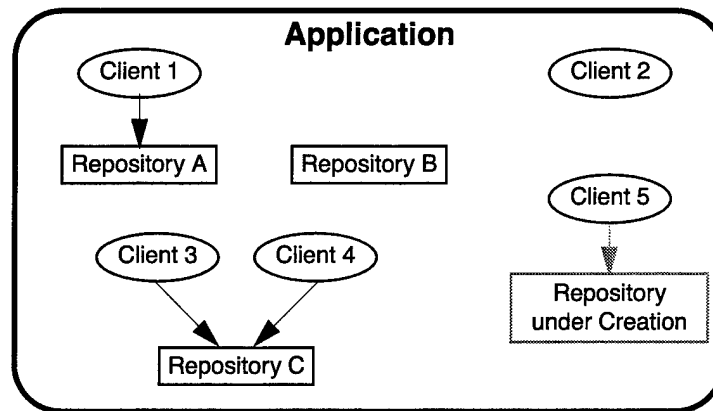 Application
Client 1
Client 2
Repository A
Repository B
Client 5
Client 3
Client 4
Repository
under Creation
Repository C